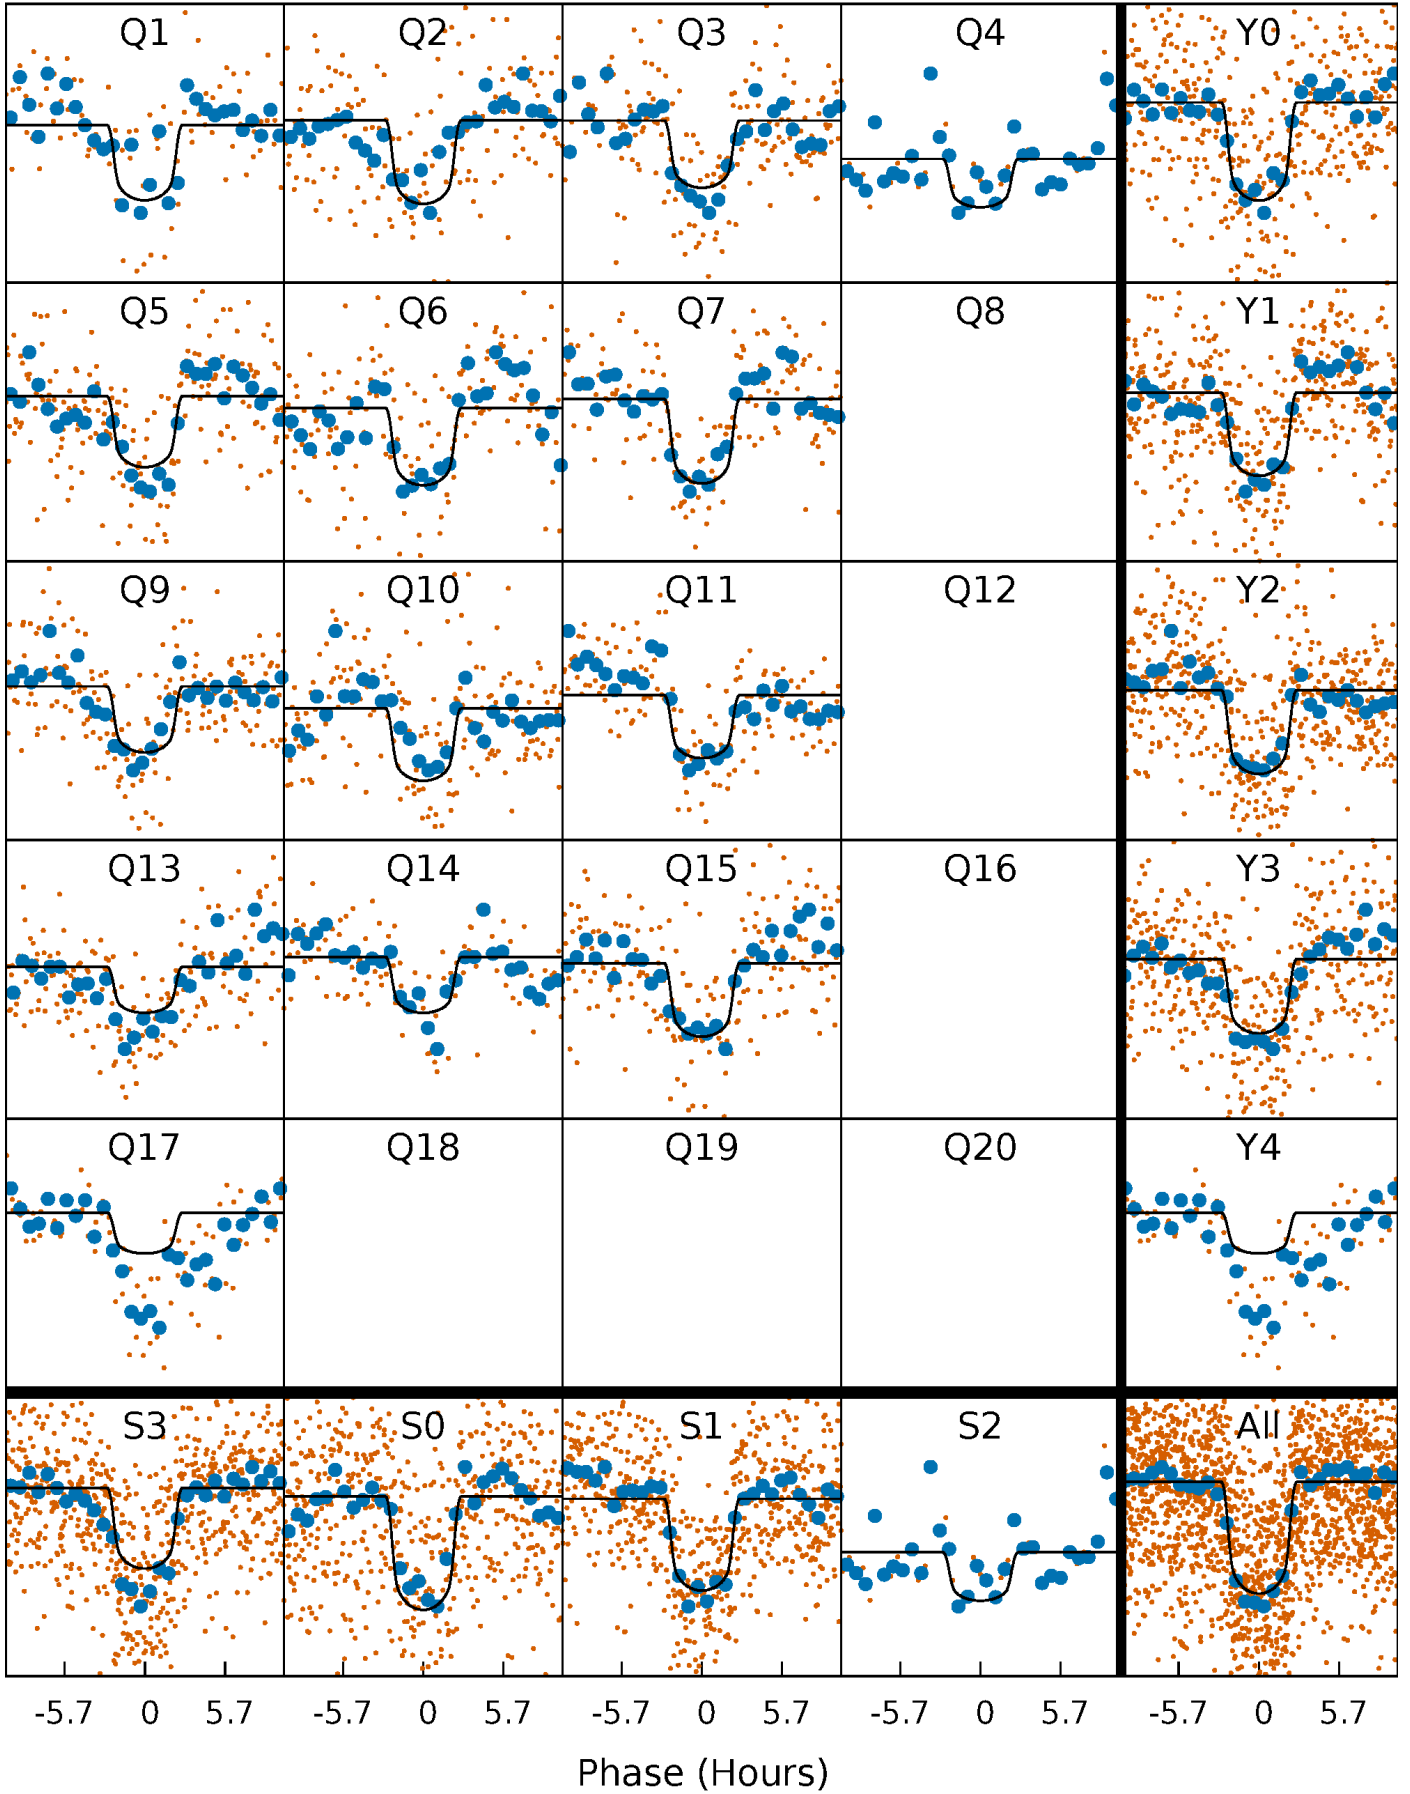 Q1 Q2 Q3 Q4 Y0
Q5 Q6 Q7 Q8 Y1
Q9 Q10 Q11 Q12 Y2
Q13 Q14 Q15 Q16 Y3
Q17 Q18 Q19 Q20 Y4
S3 S0 S1 S2 All
-5.7 0 5.7 -5.7 0 5.7 -5.7 0 5.7 -5.7 0 5.7 -5.7 0 5.7
Phase (Hours)